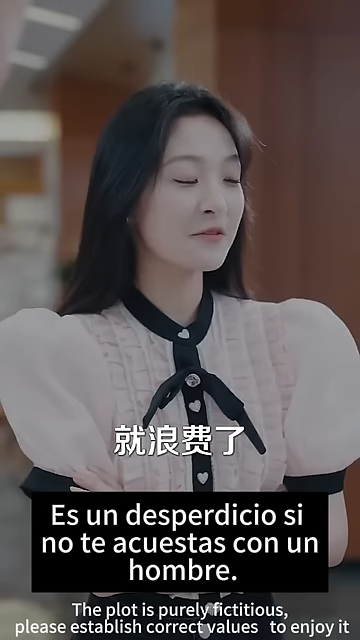 就浪费了
Es un desperdicio si
no te acuestas con un
hombre.
The plot is purely fictitious,
please establish correct values to enjoy it